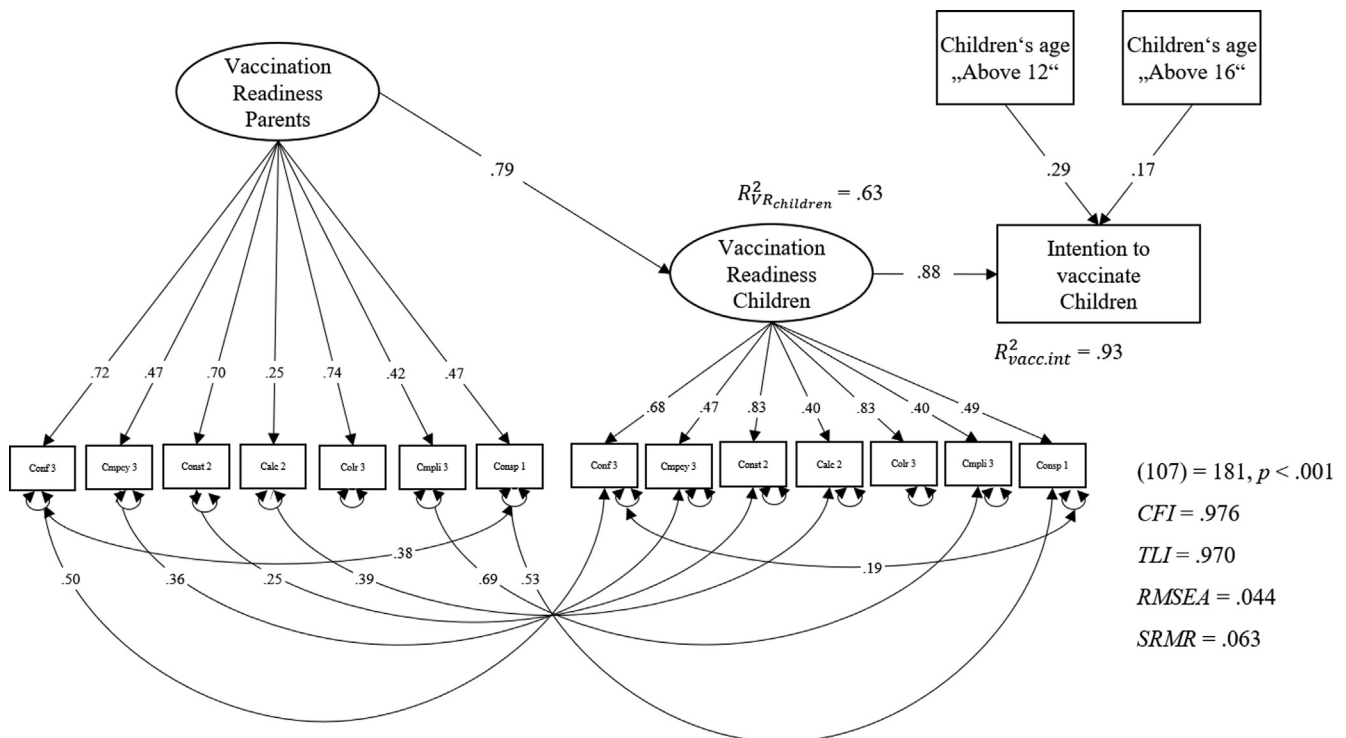 Vaccination
Readiness
Parents
Children‘s age
„Above 12“
Children‘s age
„Above 16“
.79
.29
.17
R²VRchildren = .63
Vaccination
Readiness
Children
.88
Intention to
vaccinate
Children
R²vacc.int = .93
.72
.47
.70
.25
.74
.42
.47
.68
.47
.83
.40
.83
.40
.49
Conf 3
Cmpcy 3
Const 2
Calc 2
Colr 3
Cmpli 3
Consp 1
Conf 3
Cmpcy 3
Const 2
Calc 2
Colr 3
Cmpli 3
Consp 1
.38
.19
.50
.36
.25
.39
.69
.53
(107) = 181, p < .001
CFI = .976
TLI = .970
RMSEA = .044
SRMR = .063